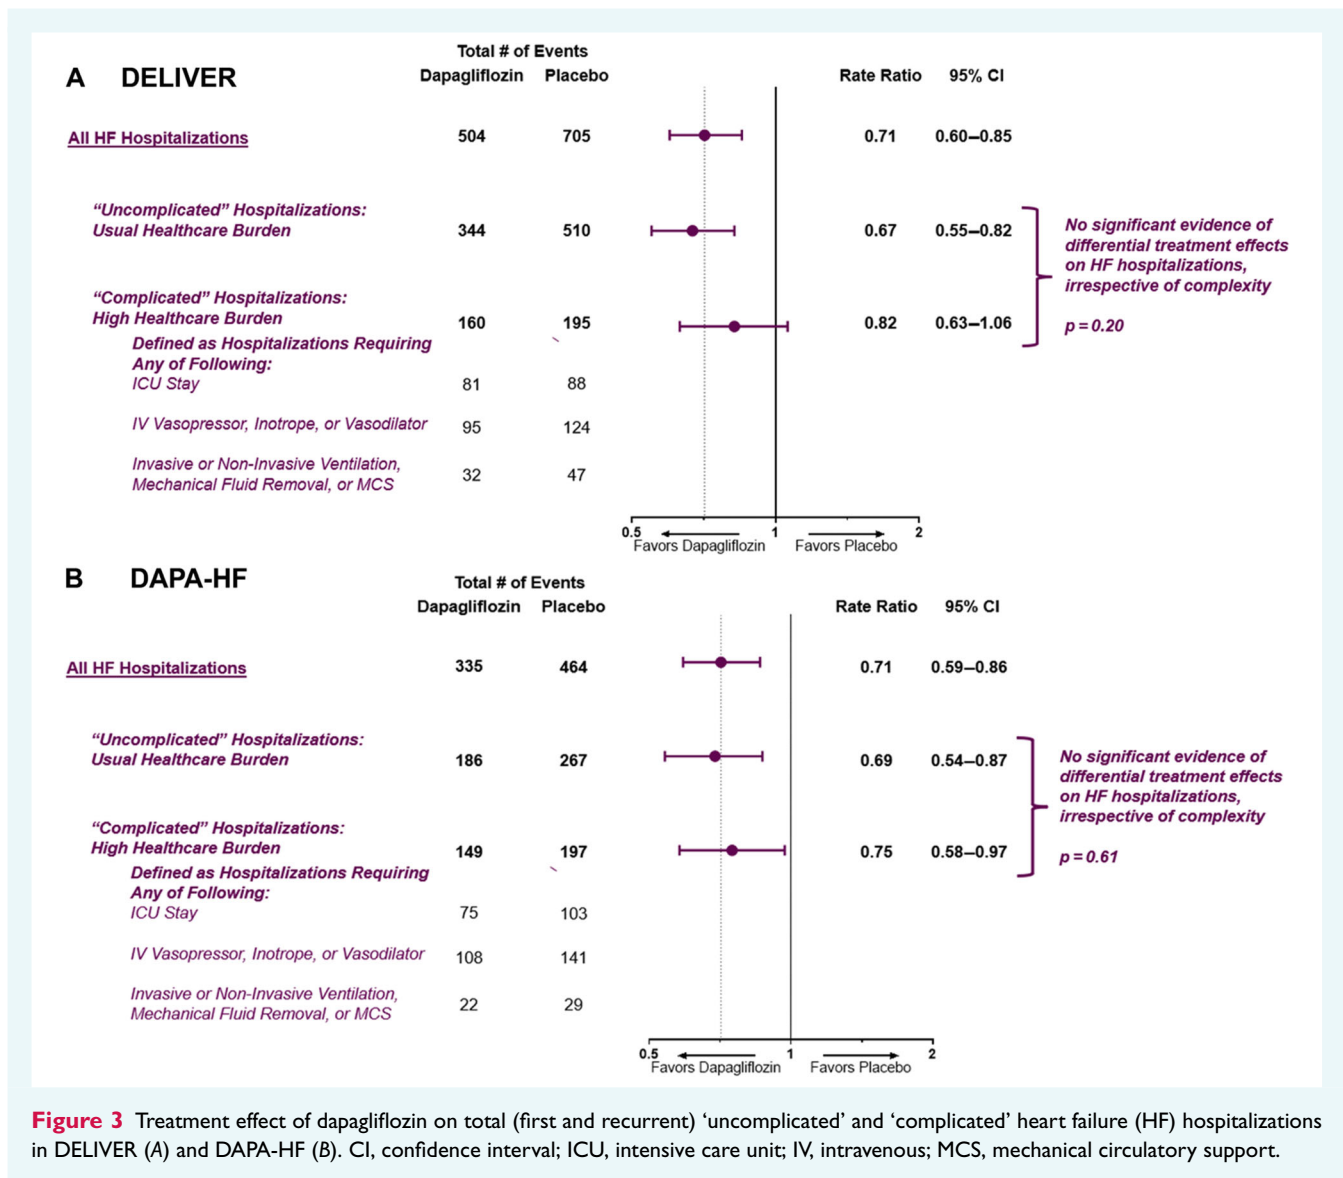 Total # of Events
A DELIVER Dapagliflozin Placebo Rate Ratio 95% CI
All HF Hospitalizations 504 705 0.71 0.60–0.85
“Uncomplicated” Hospitalizations:
Usual Healthcare Burden 344 510 0.67 0.55–0.82
No significant evidence of
differential treatment effects
on HF hospitalizations,
irrespective of complexity
p = 0.20
“Complicated” Hospitalizations:
High Healthcare Burden 160 195 0.82 0.63–1.06
Defined as Hospitalizations Requiring
Any of Following:
ICU Stay 81 88
IV Vasopressor, Inotrope, or Vasodilator 95 124
Invasive or Non-Invasive Ventilation,
Mechanical Fluid Removal, or MCS 32 47
0.5 1 2
Favors Dapagliflozin Favors Placebo
B DAPA-HF Total # of Events
Dapagliflozin Placebo Rate Ratio 95% CI
All HF Hospitalizations 335 464 0.71 0.59–0.86
“Uncomplicated” Hospitalizations:
Usual Healthcare Burden 186 267 0.69 0.54–0.87
No significant evidence of
differential treatment effects
on HF hospitalizations,
irrespective of complexity
p = 0.61
“Complicated” Hospitalizations:
High Healthcare Burden 149 197 0.75 0.58–0.97
Defined as Hospitalizations Requiring
Any of Following:
ICU Stay 75 103
IV Vasopressor, Inotrope, or Vasodilator 108 141
Invasive or Non-Invasive Ventilation,
Mechanical Fluid Removal, or MCS 22 29
0.5 1 2
Favors Dapagliflozin Favors Placebo
Figure 3 Treatment effect of dapagliflozin on total (first and recurrent) ‘uncomplicated’ and ‘complicated’ heart failure (HF) hospitalizations
in DELIVER (A) and DAPA-HF (B). CI, confidence interval; ICU, intensive care unit; IV, intravenous; MCS, mechanical circulatory support.